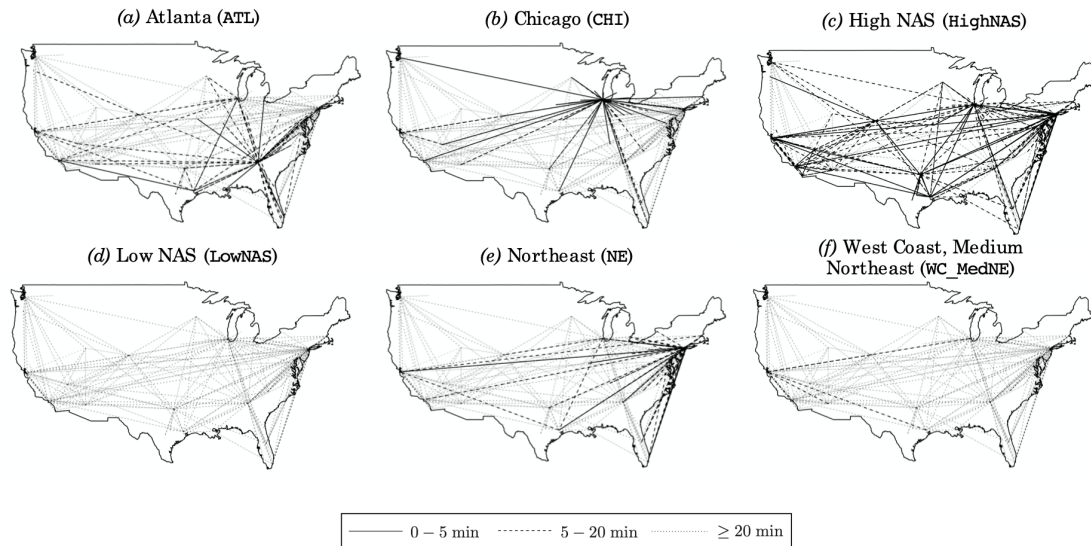 (a) Atlanta (ATL)
(b) Chicago (CHI)
(c) High NAS (HighNAS)
(d) Low NAS (LowNAS)
(e) Northeast (NE)
(f) West Coast, Medium
Northeast (WC_MedNE)
0 – 5 min
5 – 20 min
≥ 20 min